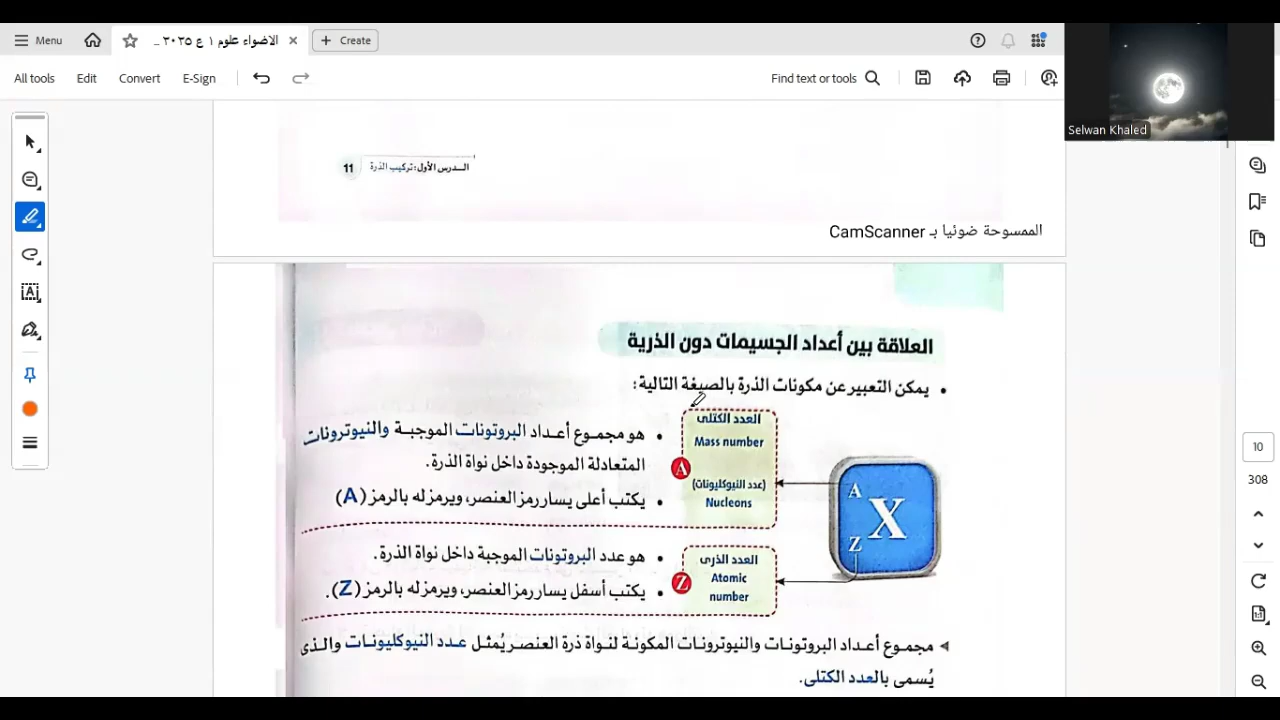 Menu
الاضواء علوم ١ ع ٢٠٢٥ ...
Create
All tools
Edit
Convert
E-Sign
Find text or tools
Selwan Khaled
11 الدرس الأول: تركيب الذرة
الممسوحة ضوئيا بـ CamScanner
العلاقة بين أعداد الجسيمات دون الذرية
• يمكن التعبير عن مكونات الذرة بالصيغة التالية:
A
X
Z
العدد الكتلى
Mass number
A
(عدد النيوكليونات)
Nucleons
• هو مجموع أعداد البروتونات الموجبة والنيوترونات
المتعادلة الموجودة داخل نواة الذرة.
• يكتب أعلى يسار رمز العنصر، ويرمز له بالرمز (A)
العدد الذرى
Atomic
number
Z
• هو عدد البروتونات الموجبة داخل نواة الذرة.
• يكتب أسفل يسار رمز العنصر، ويرمز له بالرمز (Z).
مجموع أعداد البروتونات والنيوترونات المكونة لنواة ذرة العنصر يُمثل عدد النيوكليونات والذى
يُسمى بالعدد الكتلى.
10
308